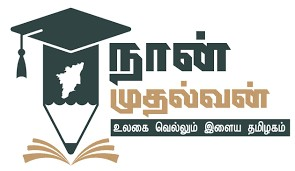 நான்
முதல்வன்
உலகை வெல்லும் இளைய தமிழகம்